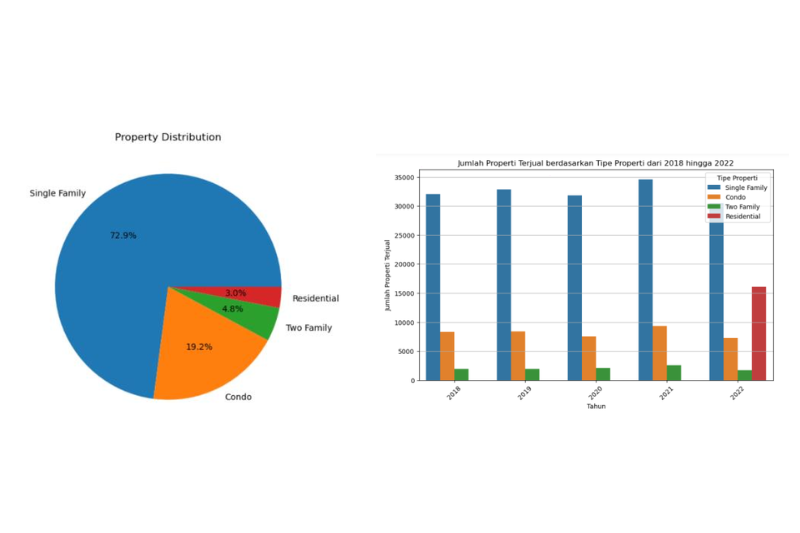 Property Distribution
Single Family
72.9%
3.0%
Residential
4.8%
Two Family
19.2%
Condo
Jumlah Properti Terjual berdasarkan Tipe Properti dari 2018 hingga 2022
Jumlah Properti Terjual
35000
30000
25000
20000
15000
10000
5000
0
Tipe Properti
Single Family
Condo
Two Family
Residential
2018
2019
2020
2021
2022
Tahun